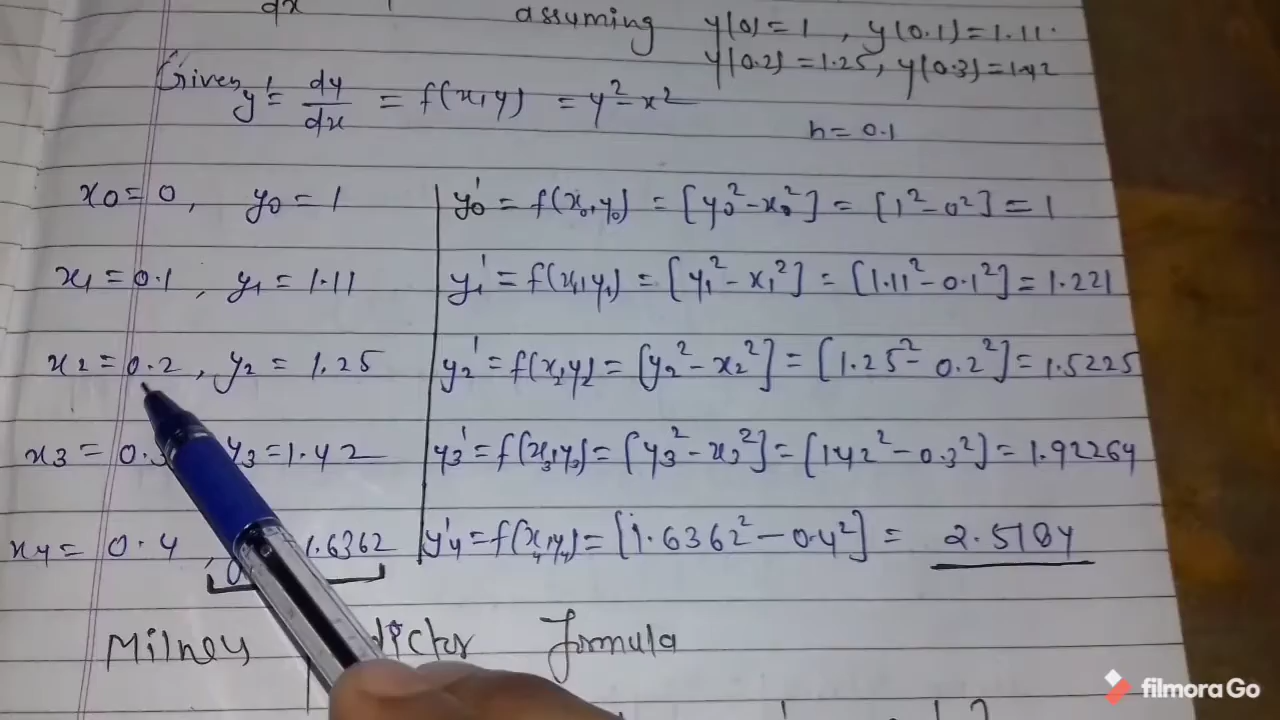 dx assuming y(0)=1, y(0.1)=1.11.
y(0.2)=1.25, y(0.3)=1.42
Given y' = dy/dx = f(x,y) = y²-x²
h=0.1
x0=0, y0=1 y0' = f(x0,y0) = [y0²-x0²] = [1²-0²] = 1
x1=0.1, y1=1.11 y1' = f(x1,y1) = [y1²-x1²] = [1.11²-0.1²] = 1.221
x2=0.2, y2=1.25 y2' = f(x2,y2 = [y2²-x2²] = [1.25²-0.2²] = 1.5225
x3=0.3 y3=1.42 y3' = f(x3,y3) = [y3²-x3²] = [142²-0.3²] = 1.92264
x4=0.4, 1.6362 y4' = f(x4,y4) = [1.6362²-0.4²] = 2.5184
Milney formula
filmora Go